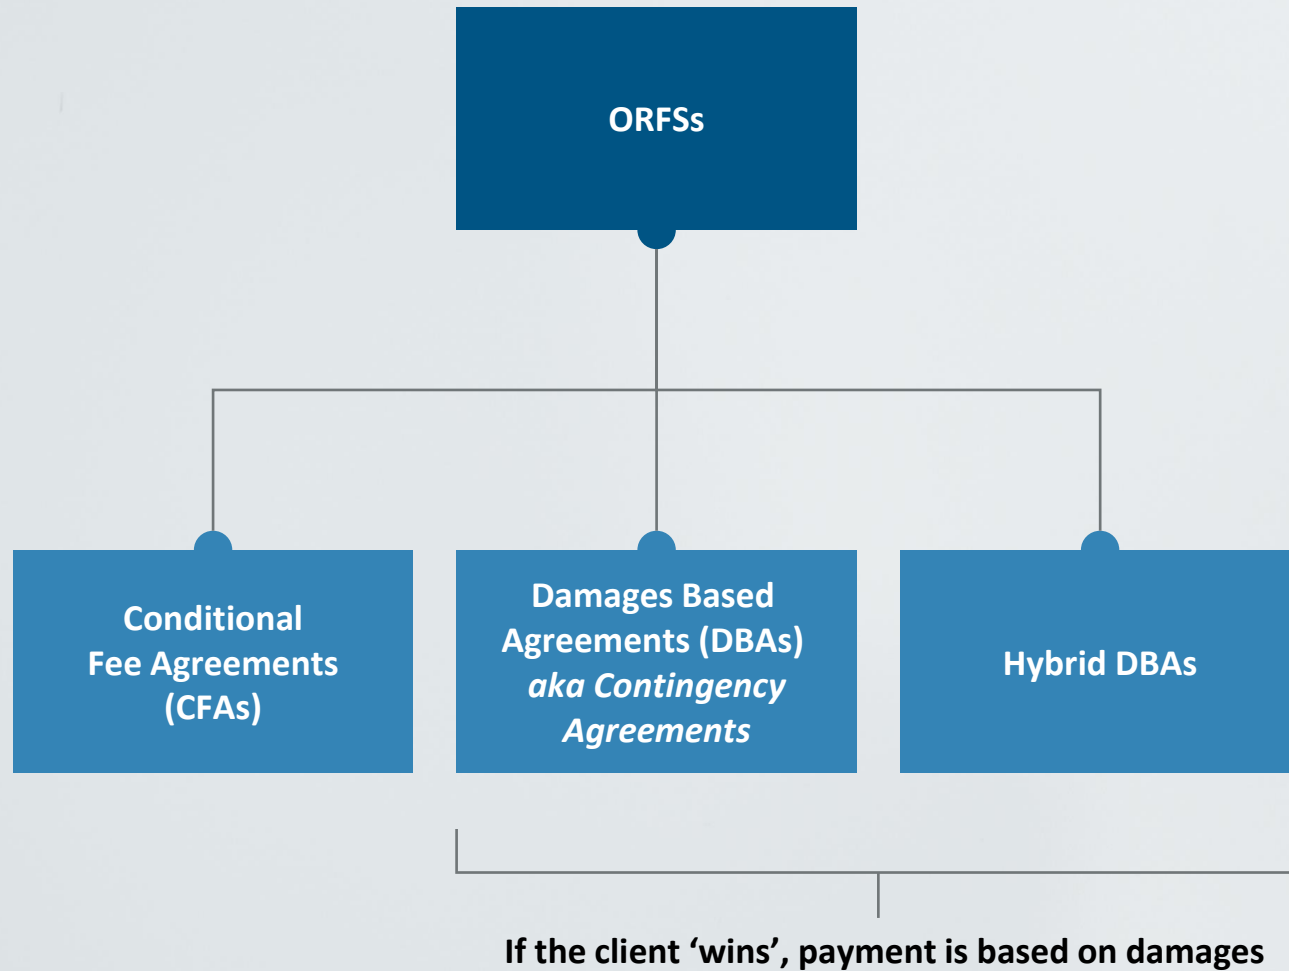 ORFSs
Conditional
Fee Agreements
(CFAs)
Damages Based
Agreements (DBAs)
aka Contingency
Agreements
Hybrid DBAs
If the client ‘wins’, payment is based on damages